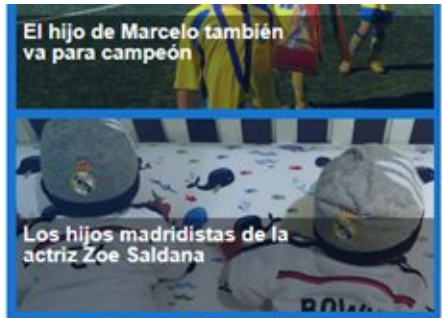 El hijo de Marcelo también
va para campeón
Los hijos madridistas de la
actriz Zoe Saldana